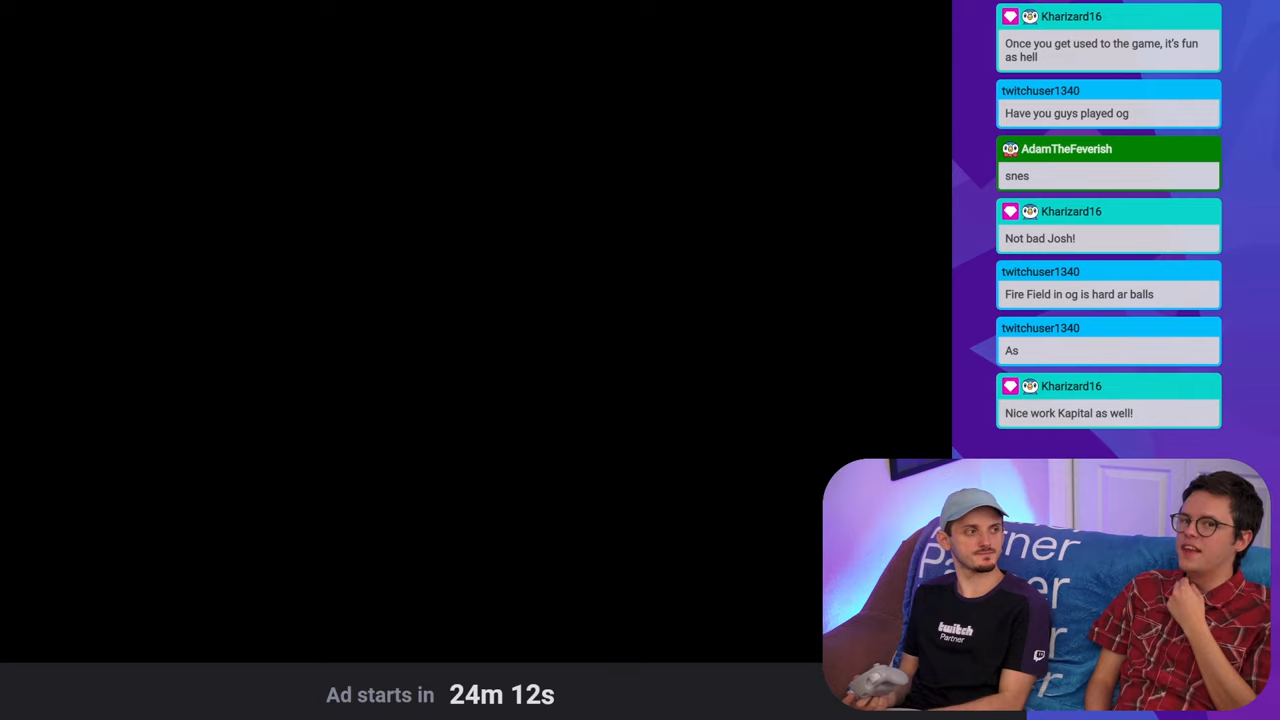 Kharizard16
Once you get used to the game, it's fun
as hell
twitchuser1340
Have you guys played og
AdamTheFeverish
snes
Kharizard16
Not bad Josh!
twitchuser1340
Fire Field in og is hard ar balls
twitchuser1340
As
Kharizard16
Nice work Kapital as well!
Partner
twitch
Partner
Ad starts in 24m 12s